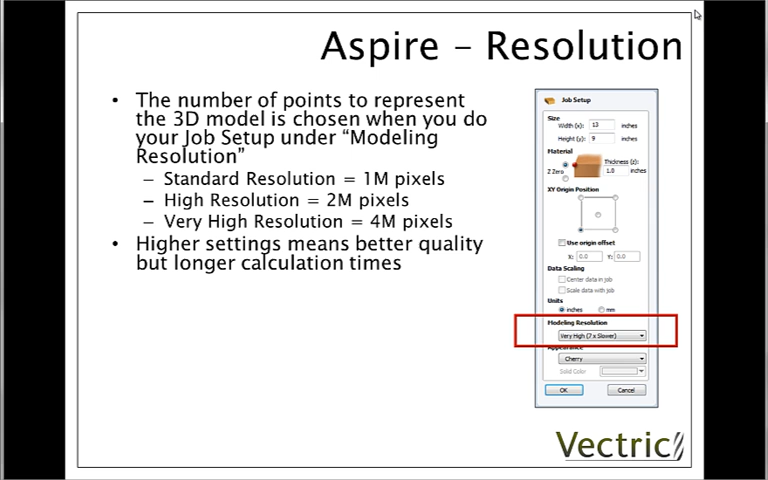 Aspire – Resolution
• The number of points to represent
the 3D model is chosen when you do
your Job Setup under “Modeling
Resolution”
– Standard Resolution = 1M pixels
– High Resolution = 2M pixels
– Very High Resolution = 4M pixels
• Higher settings means better quality
but longer calculation times
Job Setup
Size
Width (x): 13 inches
Height (y): 9 inches
Material
Thickness (z):
Z Zero 1.0 inches
XY Origin Position
Use origin offset
X: 0.0 Y: 0.0
Data Scaling
Center data in job
Scale data with job
Units
inches mm
Modeling Resolution
Very High (7 x Slower)
Appearance
Cherry
Solid Color
OK Cancel
Vectric